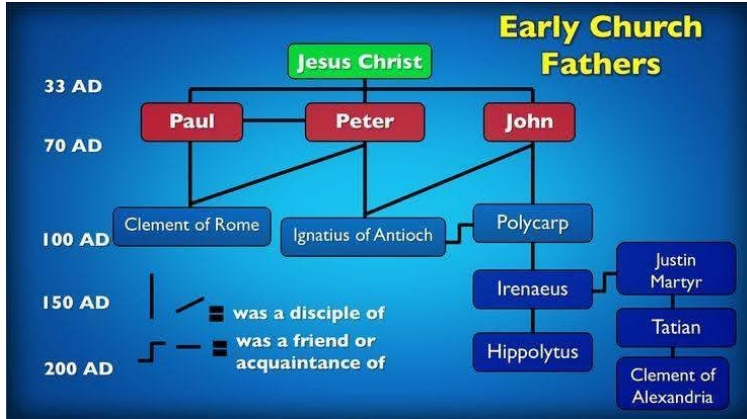 Early Church
Fathers
Jesus Christ
33 AD
Paul
Peter
John
70 AD
Clement of Rome
Ignatius of Antioch
Polycarp
100 AD
Justin
Martyr
Irenaeus
150 AD
was a disciple of
Tatian
was a friend or
acquaintance of
Hippolytus
200 AD
Clement of
Alexandria